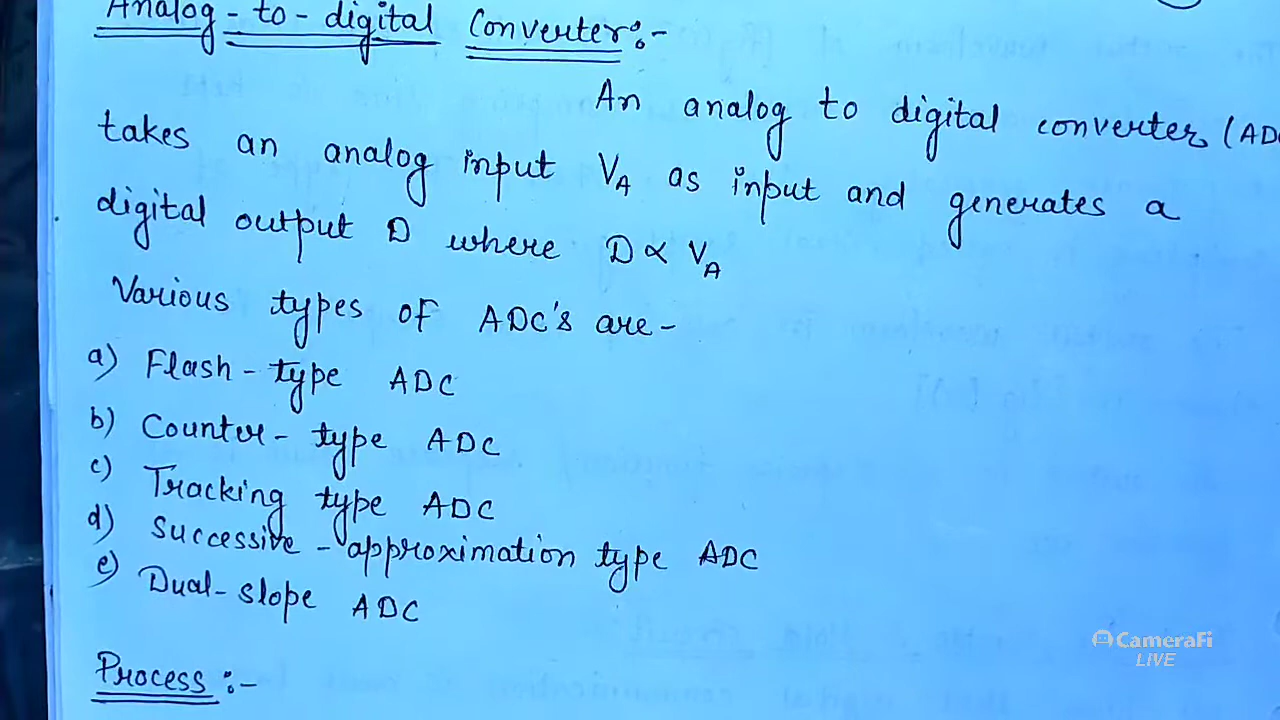 Analog-to-digital Converter:-
An analog to digital converter (ADC
takes an analog input VA as input and generates a
digital output D where D ∝ VA
Various types of ADC's are-
a) Flash-type ADC
b) Counter-type ADC
c) Tracking type ADC
d) Successive-approximation type ADC
e) Dual-slope ADC
CameraFi
LIVE
Process:-